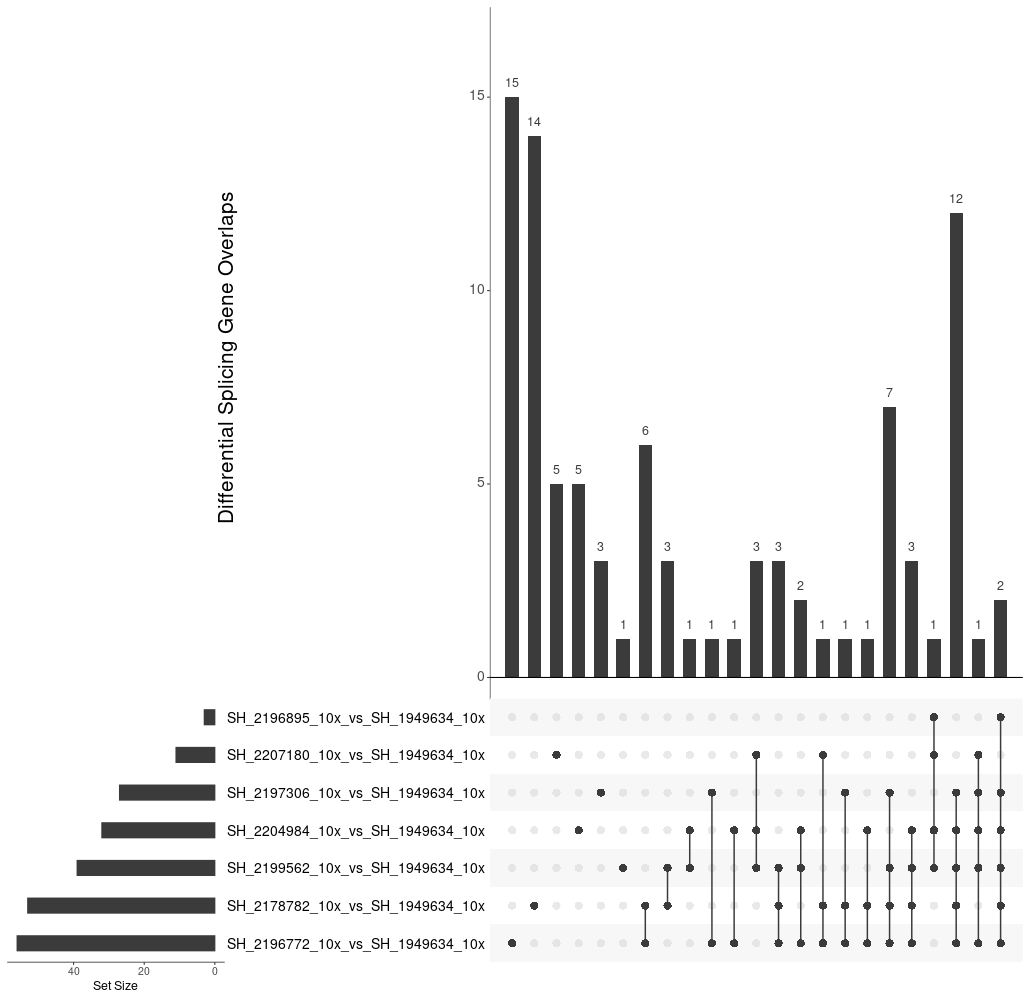 Differential Splicing Gene Overlaps
15
10
5
0
15
14
5
5
3
1
6
3
1
1
1
3
3
2
1
1
1
7
3
1
12
1
2
SH_2196895_10x_vs_SH_1949634_10x
SH_2207180_10x_vs_SH_1949634_10x
SH_2197306_10x_vs_SH_1949634_10x
SH_2204984_10x_vs_SH_1949634_10x
SH_2199562_10x_vs_SH_1949634_10x
SH_2178782_10x_vs_SH_1949634_10x
SH_2196772_10x_vs_SH_1949634_10x
40 20 0
Set Size